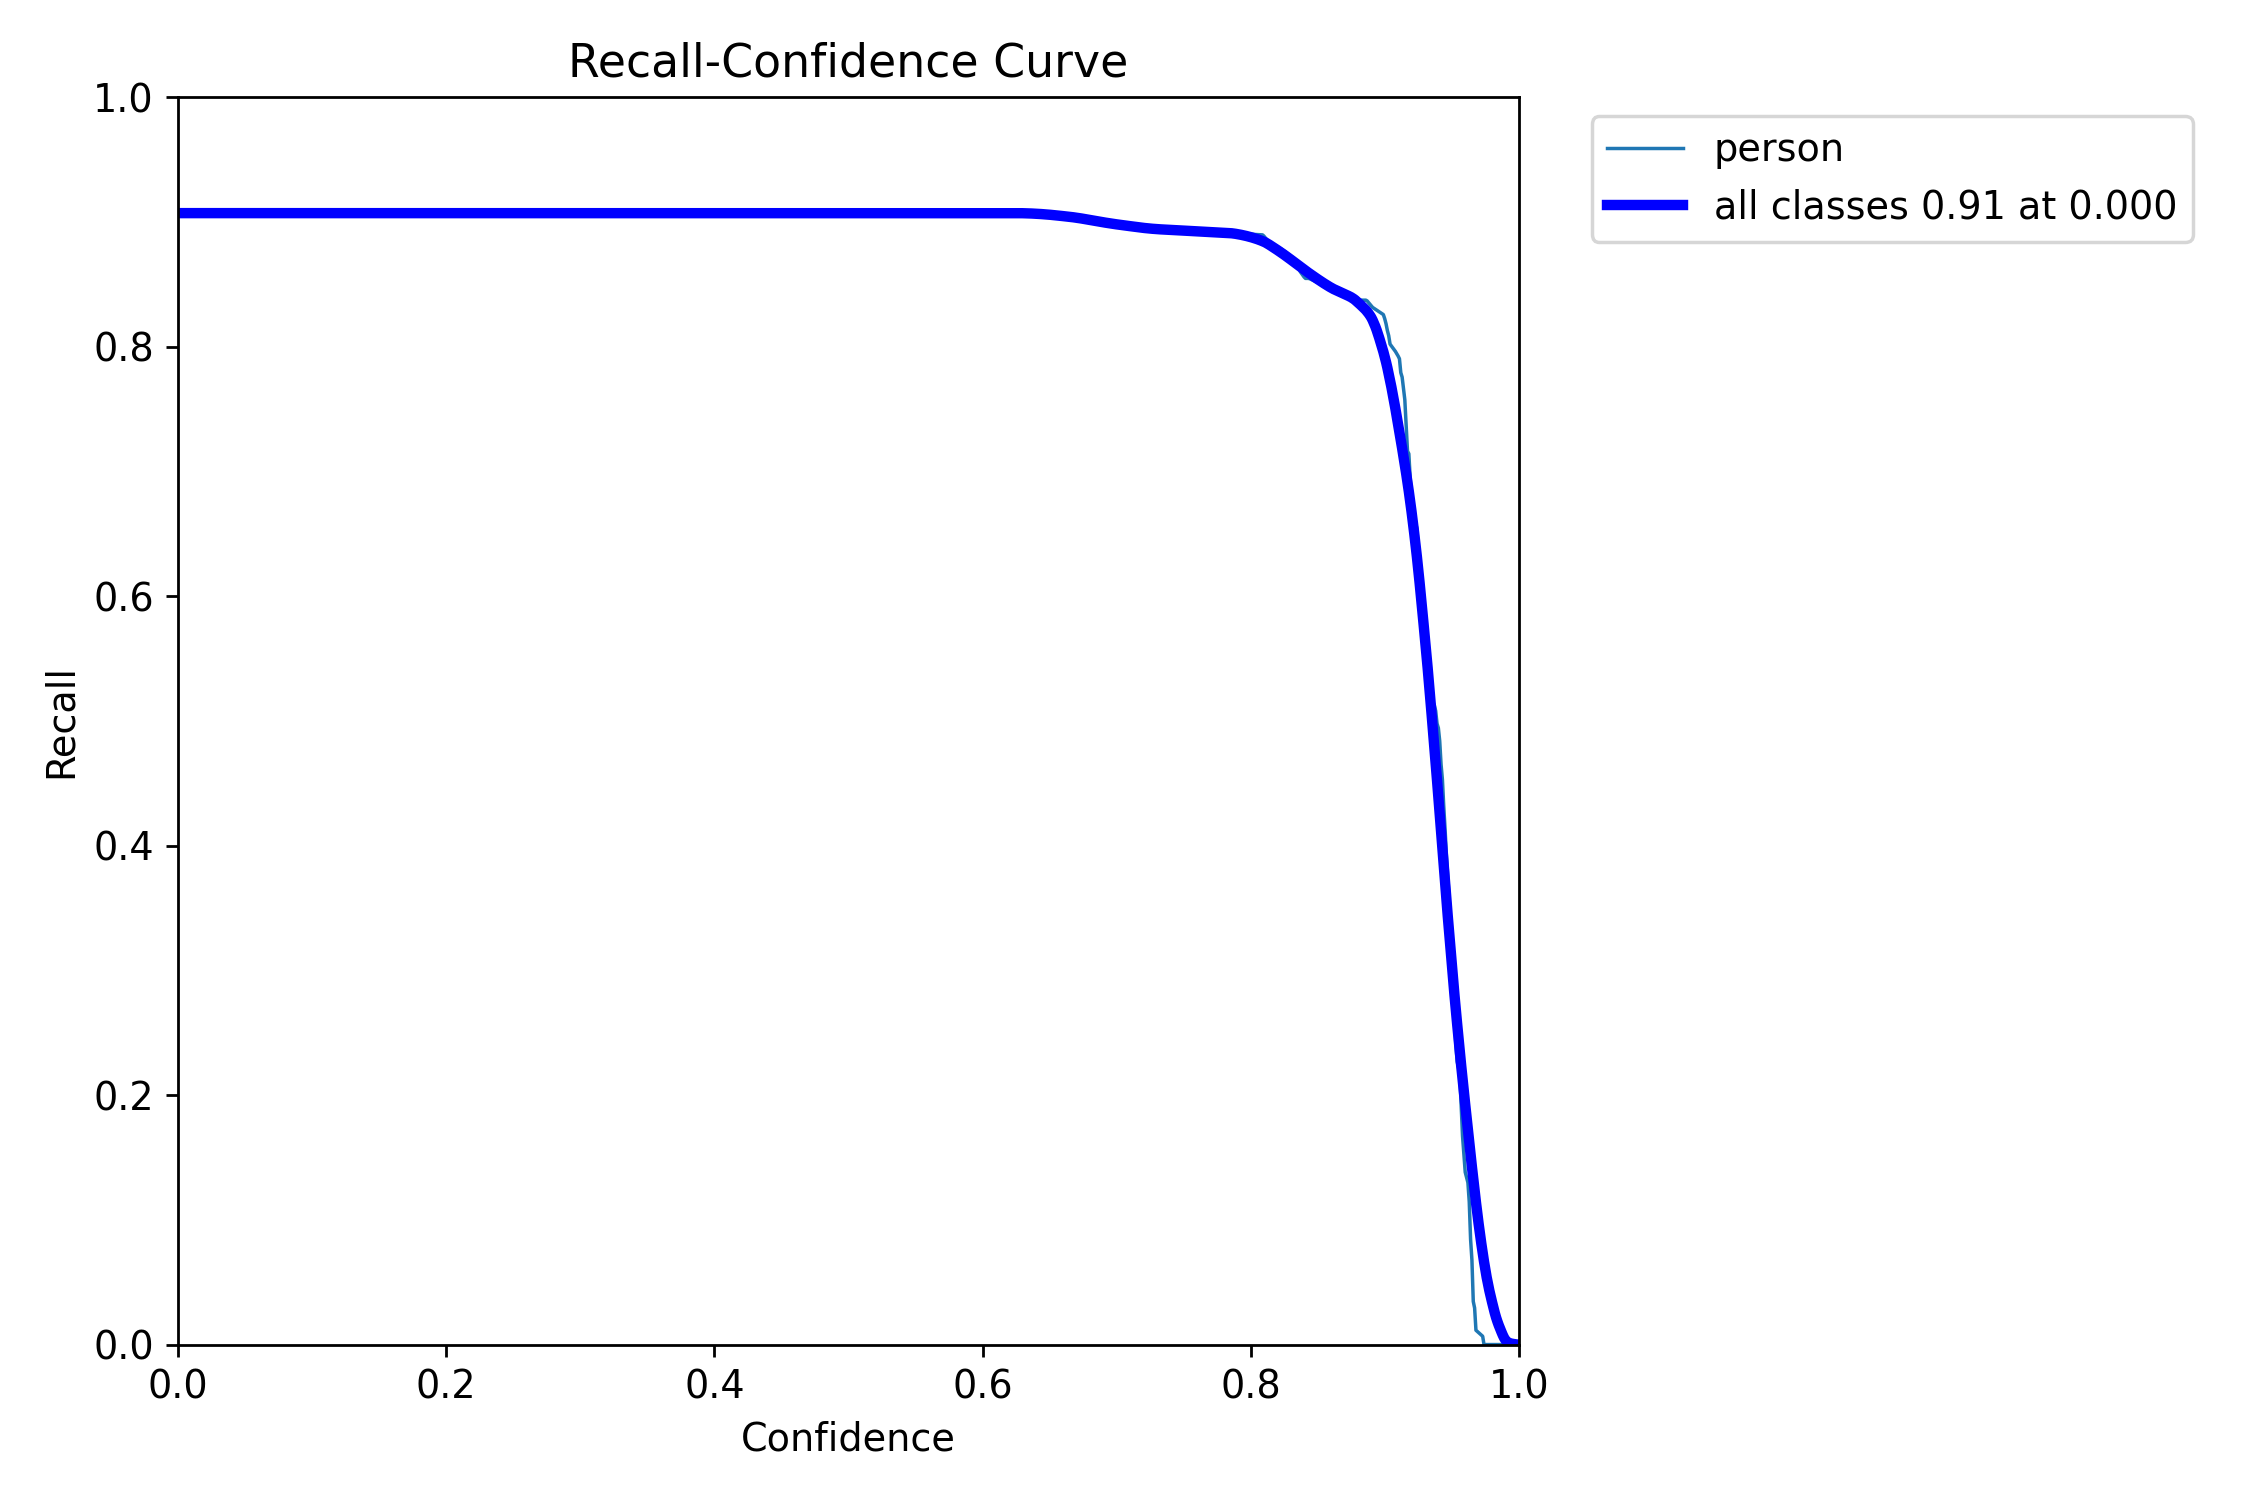 Recall-Confidence Curve
1.0
0.8
0.6
0.4
0.2
0.0
Recall
0.0 0.2 0.4 0.6 0.8 1.0
Confidence
person
all classes 0.91 at 0.000